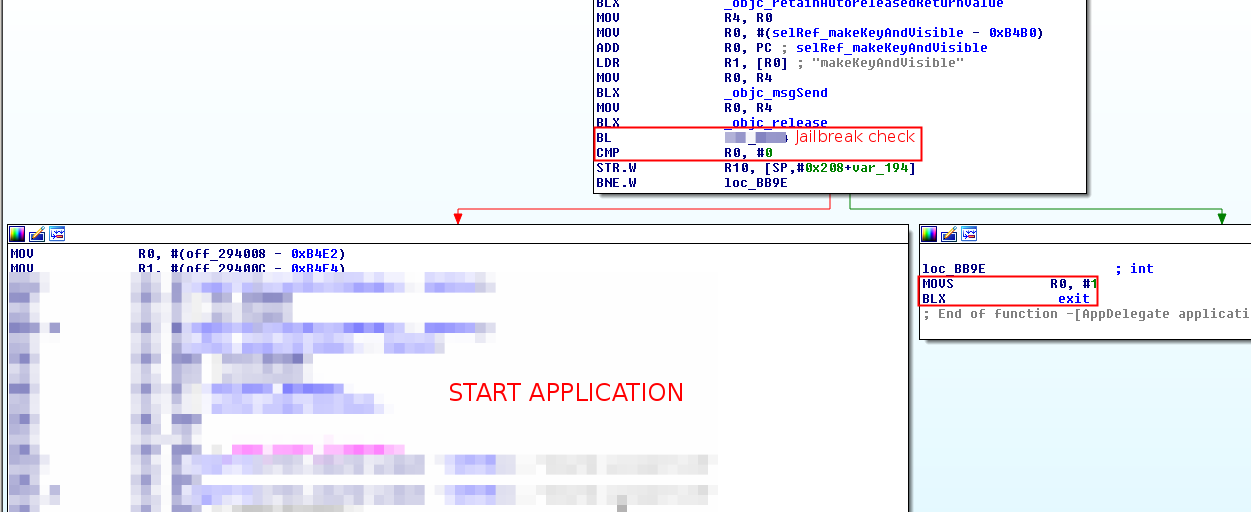 BLX _objc_retainAutoreleasedReturnValue
MOV R4, R0
MOV R0, #(selRef_makeKeyAndVisible - 0xB4B0)
ADD R0, PC ; selRef_makeKeyAndVisible
LDR R1, [R0] ; "makeKeyAndVisible"
MOV R0, R4
BLX _objc_msgSend
MOV R0, R4
BLX _objc_release
BL Jailbreak check
CMP R0, #0
STR.W R10, [SP,#0x208+var_194]
BNE.W loc_BB9E
MOV R0, #(off_294008 - 0xB4E2)
MOV R1, #(off_29400C - 0xB4E4)
START APPLICATION
loc_BB9E ; int
MOVS R0, #1
BLX exit
; End of function -[AppDelegate applicati